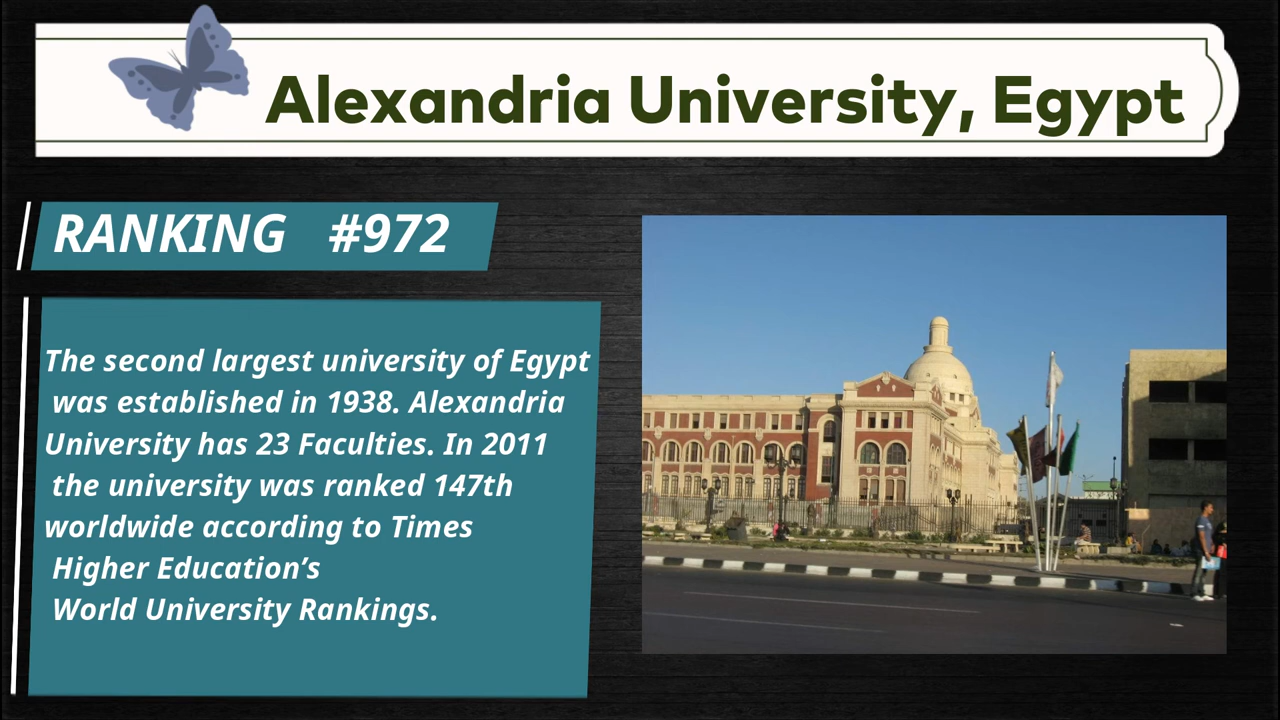 Alexandria University, Egypt
RANKING #972
The second largest university of Egypt
was established in 1938. Alexandria
University has 23 Faculties. In 2011
the university was ranked 147th
worldwide according to Times
Higher Education’s
World University Rankings.